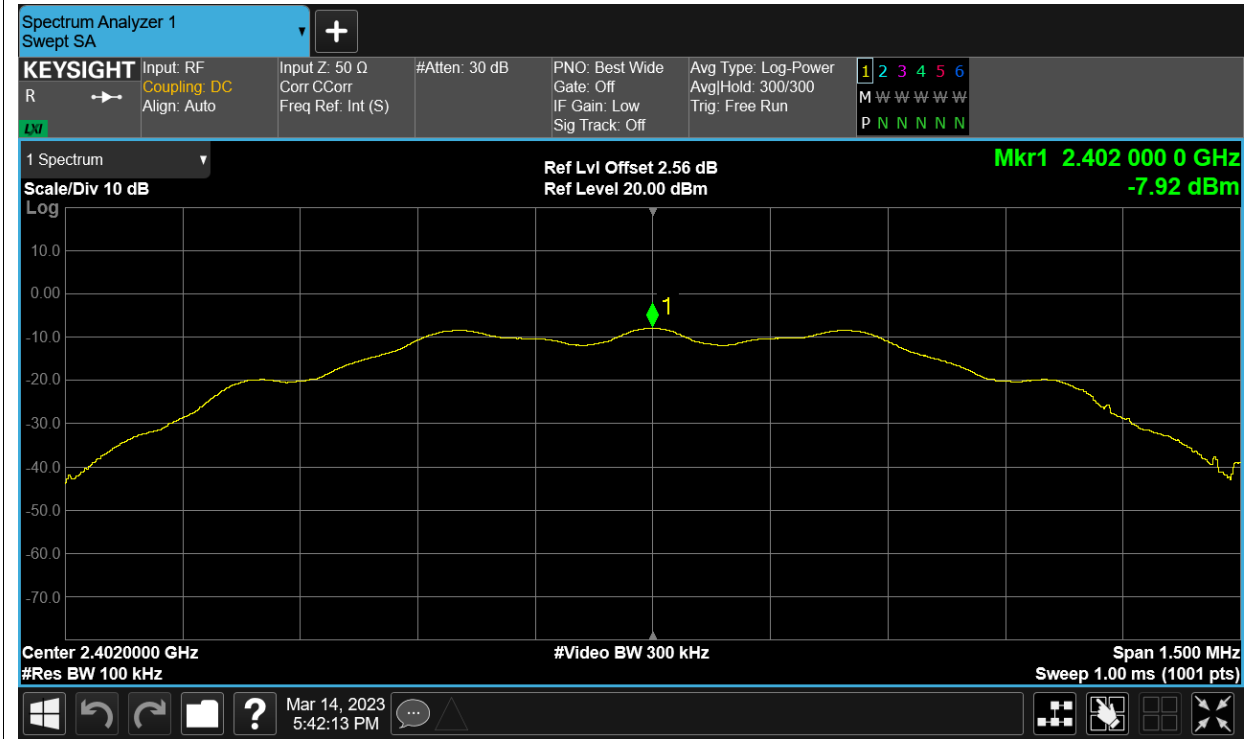 Spectrum Analyzer 1
Swept SA
+
KEYSIGHT
R
LXI
Input: RF
Coupling: DC
Align: Auto
Input Z: 50 Ω
Corr CCorr
Freq Ref: Int (S)
#Atten: 30 dB
PNO: Best Wide
Gate: Off
IF Gain: Low
Sig Track: Off
Avg Type: Log-Power
Avg|Hold: 300/300
Trig: Free Run
1 2 3 4 5 6
M W W W W W
P N N N N N
1 Spectrum
Scale/Div 10 dB
Ref Lvl Offset 2.56 dB
Ref Level 20.00 dBm
Mkr1 2.402 000 0 GHz
-7.92 dBm
Log
10.0
0.00
1
-10.0
-20.0
-30.0
-40.0
-50.0
-60.0
-70.0
Center 2.4020000 GHz
#Video BW 300 kHz
Span 1.500 MHz
#Res BW 100 kHz
Sweep 1.00 ms (1001 pts)
?
Mar 14, 2023
5:42:13 PM